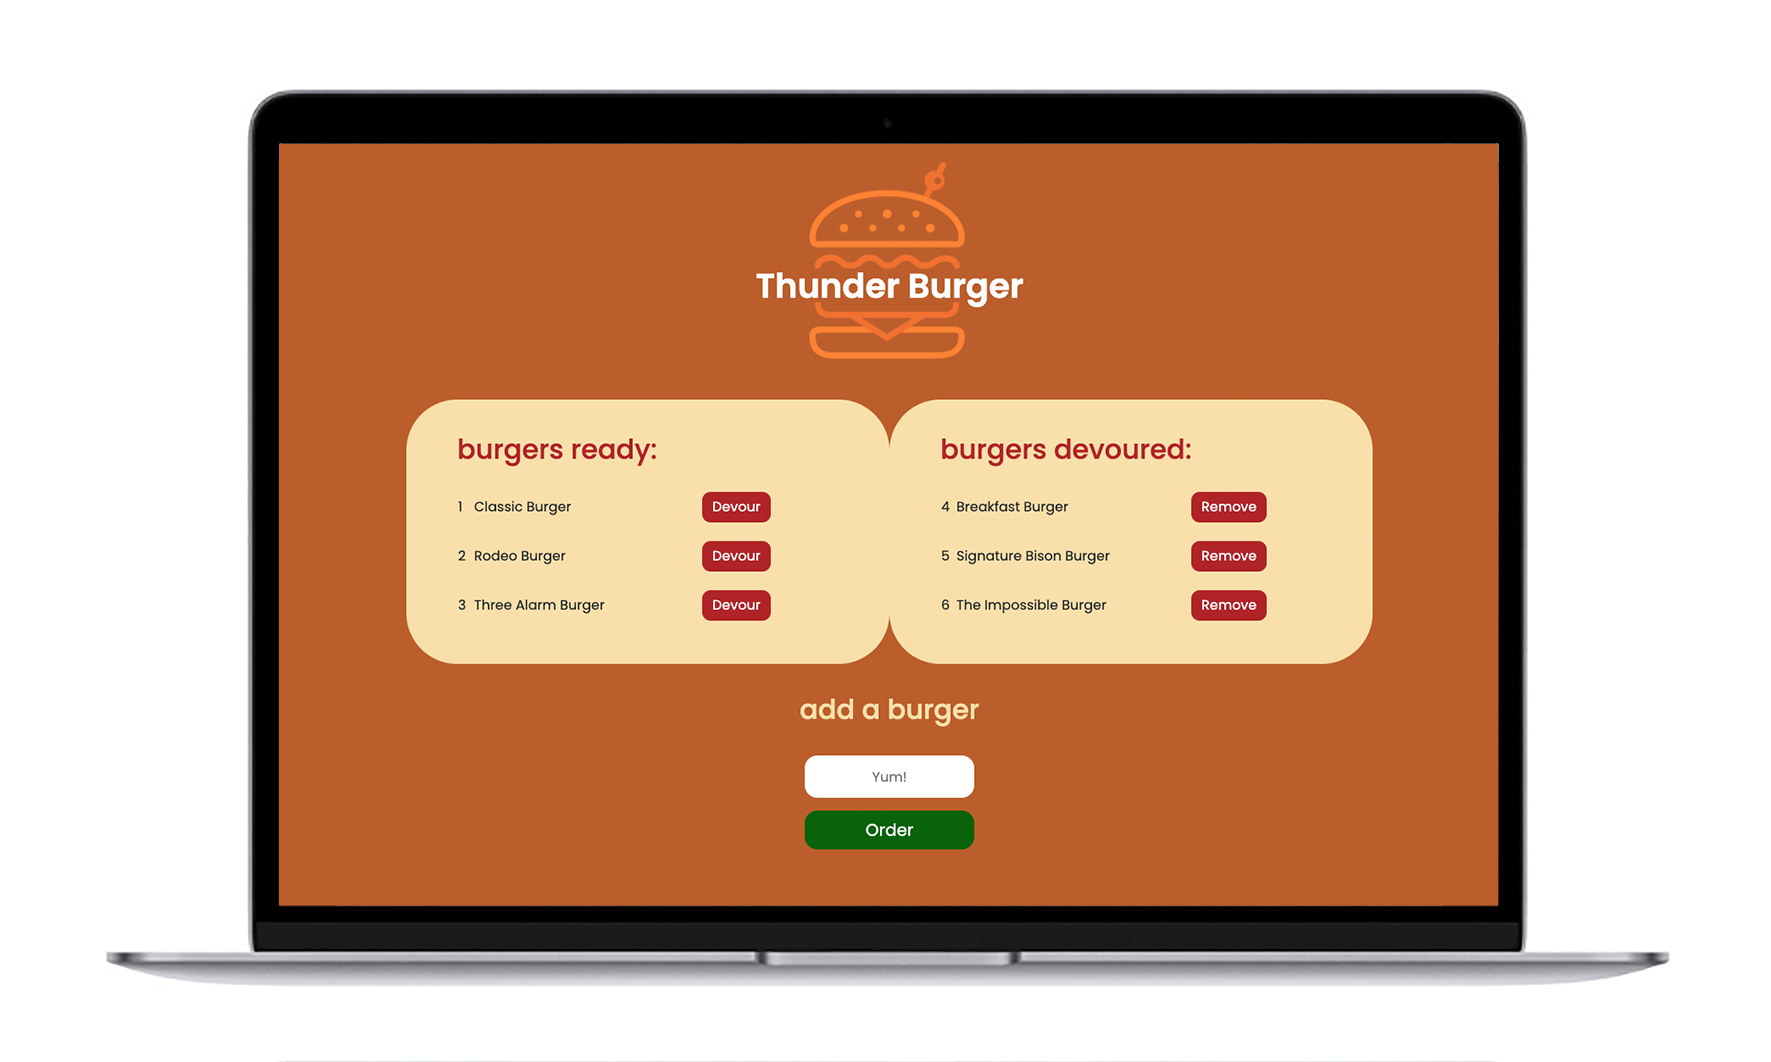 Thunder Burger
burgers ready:
1 Classic Burger Devour
2 Rodeo Burger Devour
3 Three Alarm Burger Devour
burgers devoured:
4 Breakfast Burger Remove
5 Signature Bison Burger Remove
6 The Impossible Burger Remove
add a burger
Yum!
Order